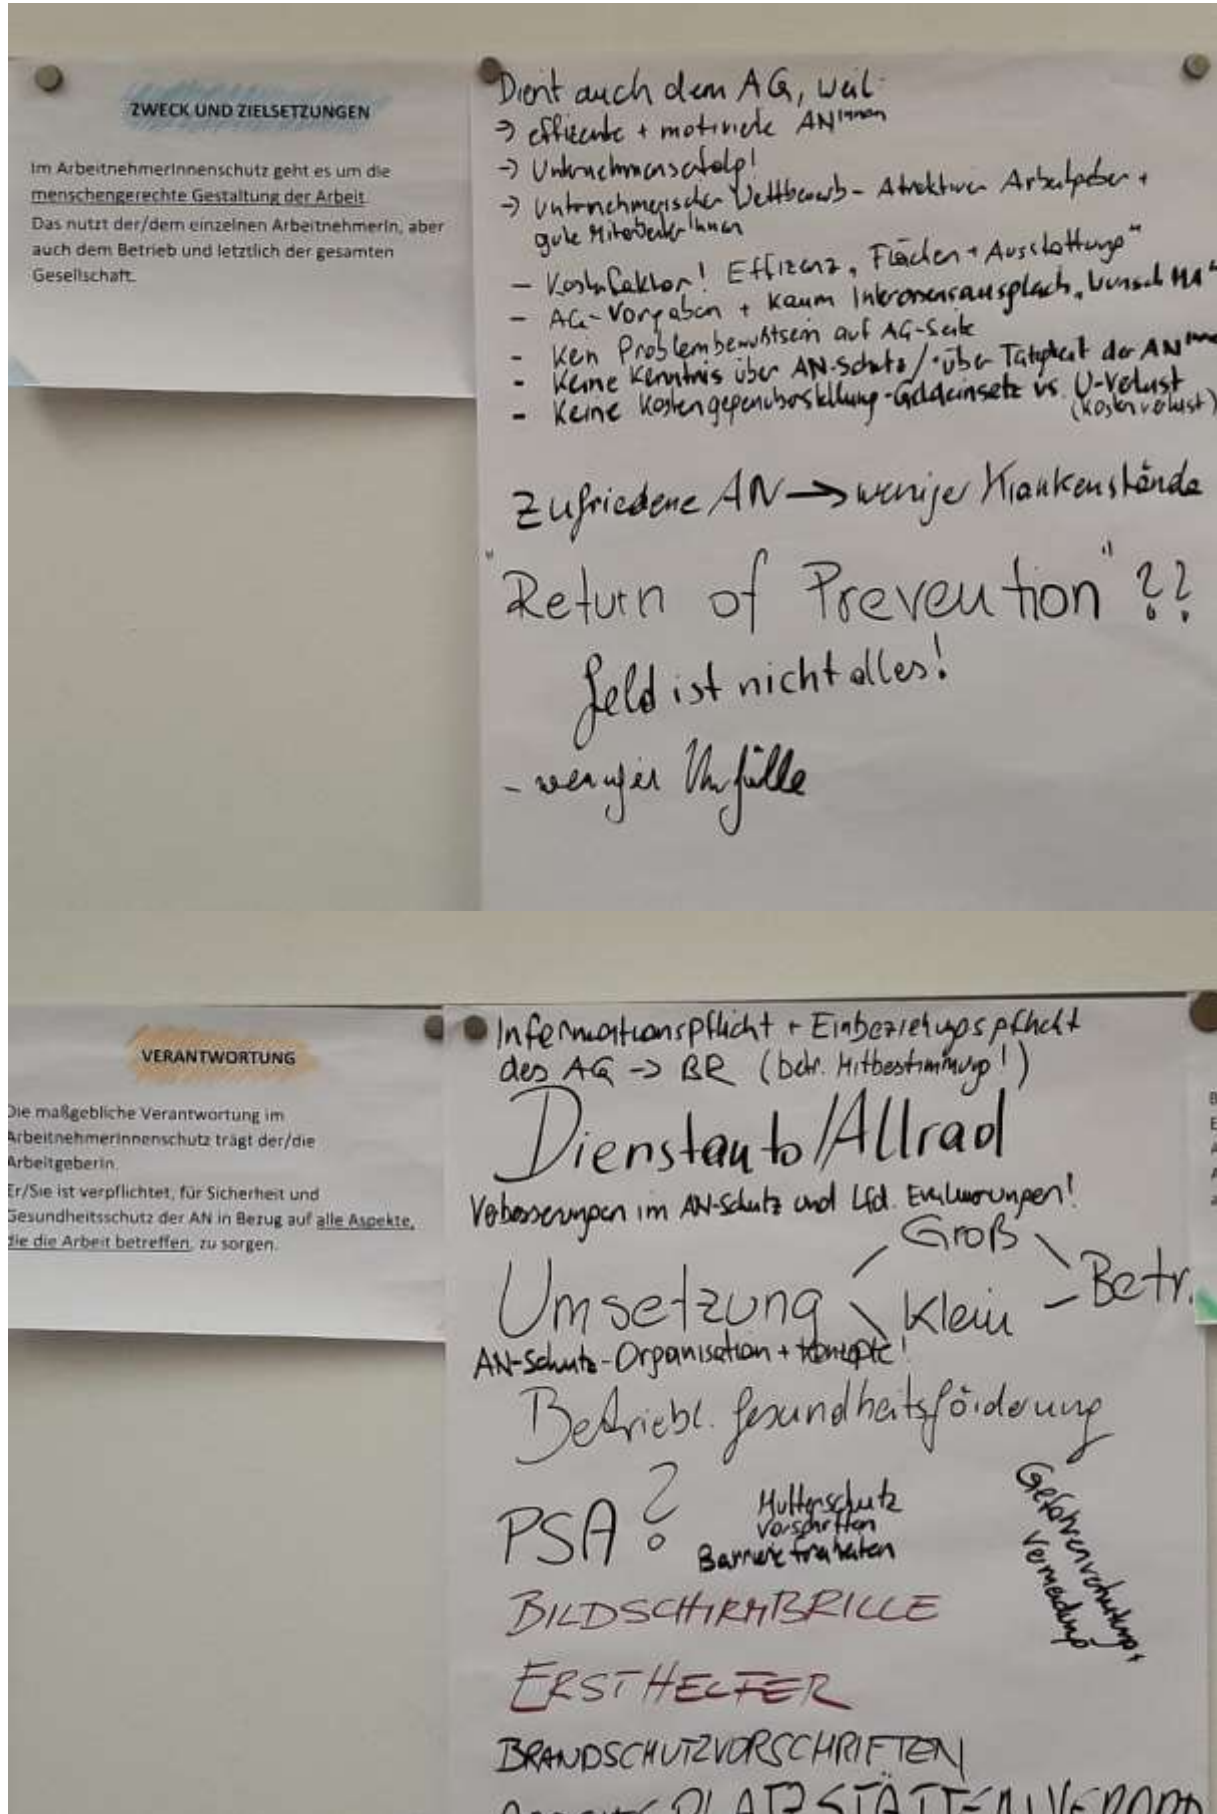 ZWECK UND ZIELSETZUNGEN
Im ArbeitnehmerInnenschutz geht es um die
menschengerechte Gestaltung der Arbeit.
Das nutzt der/dem einzelnen ArbeitnehmerIn, aber
auch dem Betrieb und letztlich der gesamten
Gesellschaft.
Dient auch dem AG, weil:
→ effiziente + motivierte ANInnen
→ Unternehmenserfolg!
→ Unternehmerischer Wettbewerb - Attraktiver Arbeitgeber +
gute MitarbeiterInnen
- Kostenfaktor! Effizienz, Flächen + Ausstattung"
- AG-Vorgaben + kaum "Wunsch MA"
- Kein Problembewußtsein auf AG-Seite
- Keine Kenntnis über AN-Schutz / über Tätigkeit der ANInnen
- Keine Kostengegenüberstellung - Geldeinsatz vs. U-Verlust
(Kostenverlust)
Zufriedene AN → weniger Krankenstände
"Return of Prevention" ??
Geld ist nicht alles!
- weniger Unfälle
VERANTWORTUNG
Die maßgebliche Verantwortung im
ArbeitnehmerInnenschutz trägt der/die
ArbeitgeberIn.
Er/Sie ist verpflichtet, für Sicherheit und
Gesundheitsschutz der AN in Bezug auf alle Aspekte,
die die Arbeit betreffen, zu sorgen.
Informationspflicht + Einbeziehungspflicht
des AG -> BR (betr. Mitbestimmung!)
Dienstauto/Allrad
Verbesserungen im AN-Schutz und lfd. Evaluierungen!
Umsetzung Groß Klein Betr.
AN-Schutz-Organisation + Konzepte!
Betriebl. Gesundheitsförderung
PSA?
Mutterschutz
vorschriften
Barrierefreiheiten
Gefahrenverhütung +
Vermeidung
BILDSCHIRMBRILLE
ERSTHELFER
BRANDSCHUTZVORSCHRIFTEN